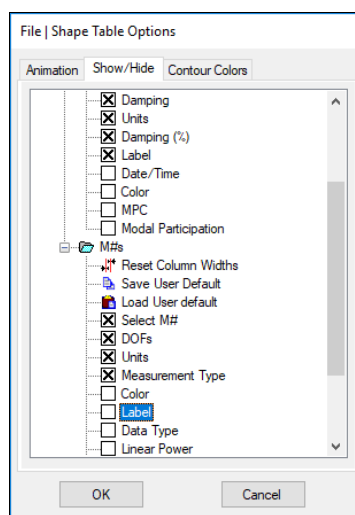 File | Shape Table Options
Animation Show/Hide Contour Colors
Damping
Units
Damping (%)
Label
Date/Time
Color
MPC
Modal Participation
M#s
Reset Column Widths
Save User Default
Load User default
Select M#
DOFs
Units
Measurement Type
Color
Label
Data Type
Linear Power
OK Cancel